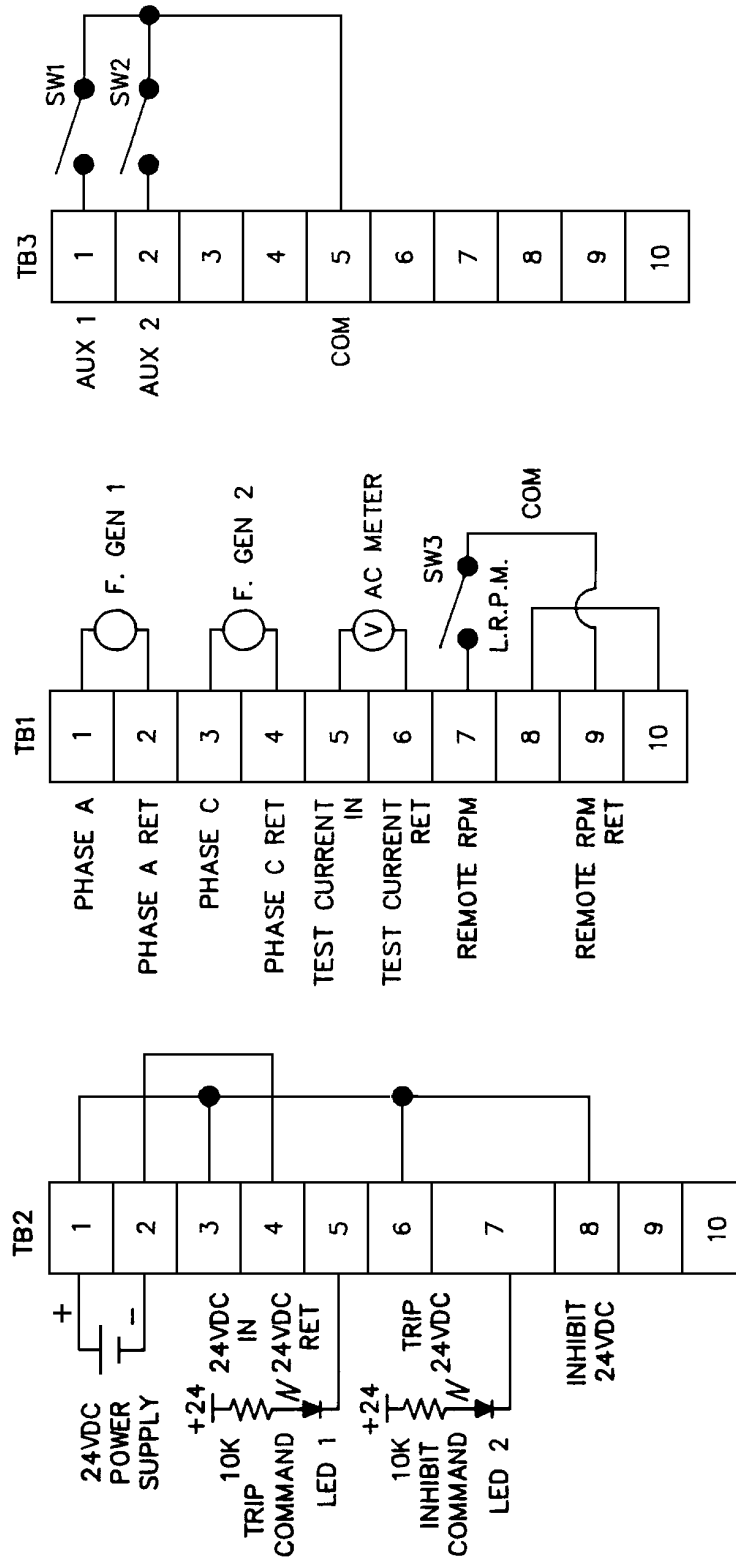 TB2
1
2
3
4
5
6
7
8
9
10
+
-
24VDC
POWER
SUPPLY
24VDC
IN
24VDC
RET
+24
10K
TRIP
COMMAND
LED 1
TRIP
24VDC
+24
10K
INHIBIT
COMMAND
LED 2
INHIBIT
24VDC
TB1
1
2
3
4
5
6
7
8
9
10
PHASE A
PHASE A RET
PHASE C
PHASE C RET
TEST CURRENT
IN
TEST CURRENT
RET
REMOTE RPM
REMOTE RPM
RET
F. GEN 1
F. GEN 2
V
AC METER
SW3
L.R.P.M.
COM
TB3
1
2
3
4
5
6
7
8
9
10
AUX 1
AUX 2
COM
SW1
SW2